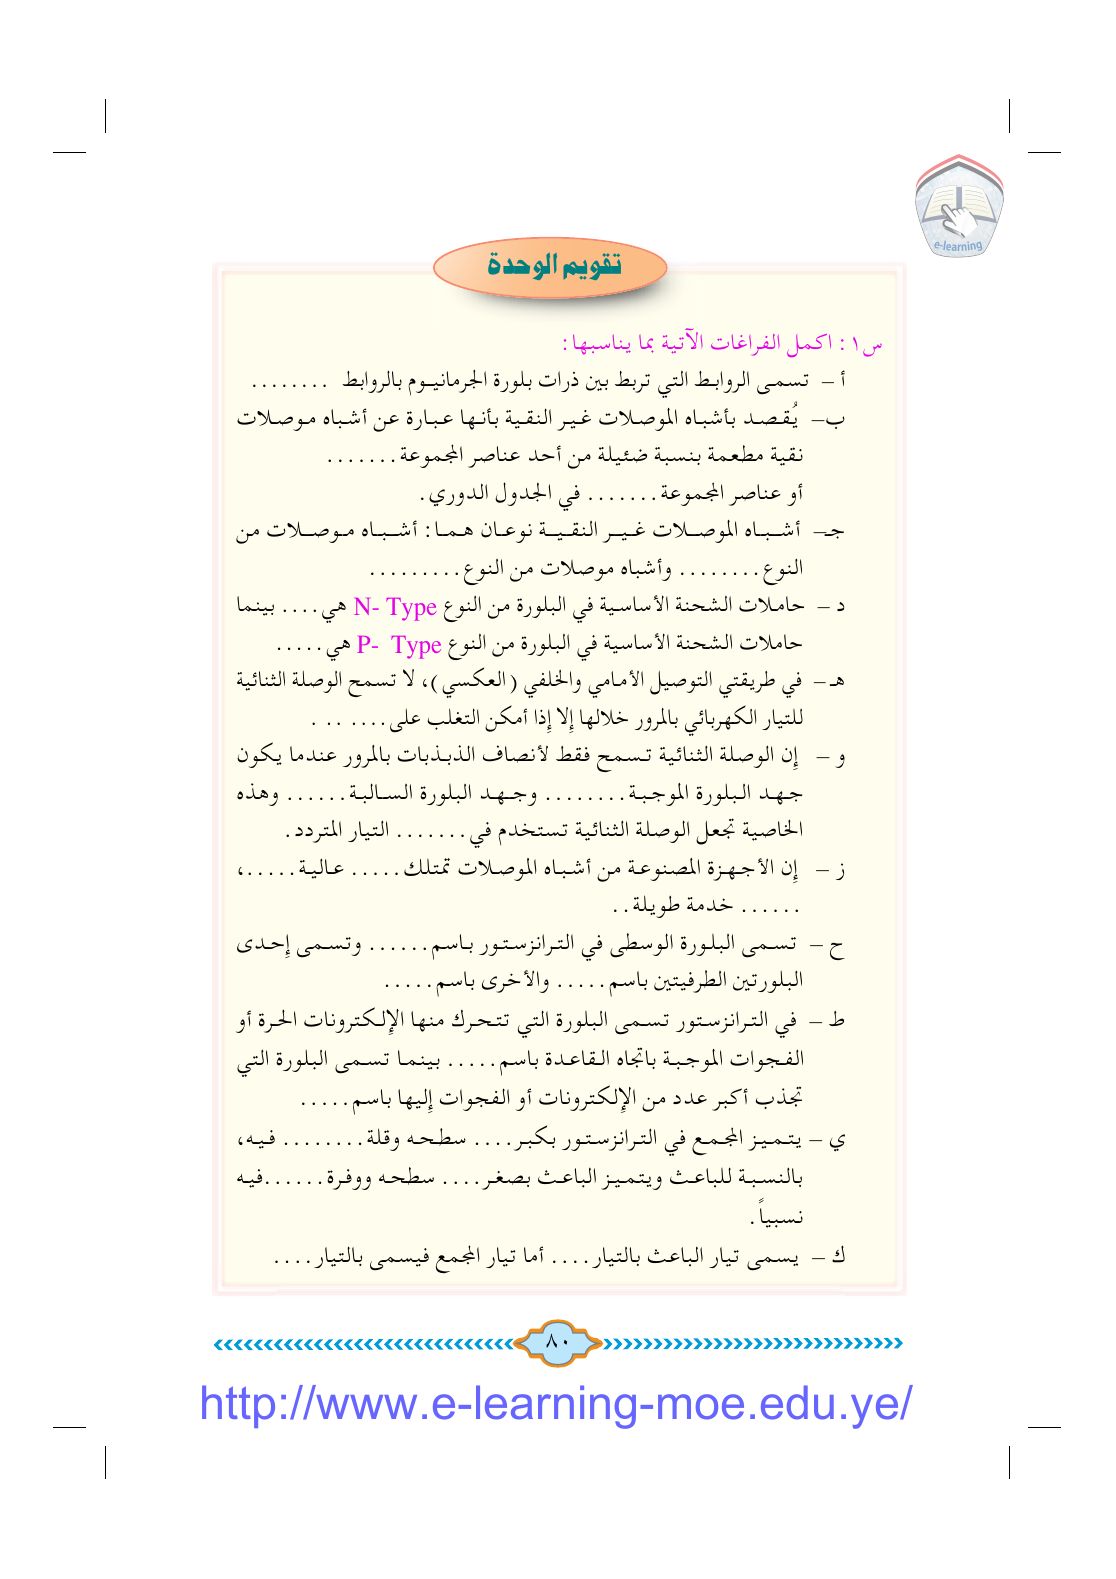 e-learning
تقويم الوحدة
س١: اكمل الفراغات الآتية بما يناسبها:
أ – تسمى الروابط التي تربط بين ذرات بلورة الجرمانيوم بالروابط ........
ب– يُقصد بأشباه الموصلات غير النقية بأنها عبارة عن أشباه موصلات
نقية مطعمة بنسبة ضئيلة من أحد عناصر المجموعة.......
أو عناصر المجموعة....... في الجدول الدوري.
جـ– أشباه الموصلات غير النقية نوعان هما: أشباه موصلات من
النوع........ وأشباه موصلات من النوع.........
د – حاملات الشحنة الأساسية في البلورة من النوع N- Type هي.... بينما
حاملات الشحنة الأساسية في البلورة من النوع P- Type هي.....
هـ – في طريقتي التوصيل الأمامي والخلفي (العكسي)، لا تسمح الوصلة الثنائية
للتيار الكهربائي بالمرور خلالها إلا إذا أمكن التغلب على.... .. .
و – إن الوصلة الثنائية تسمح فقط لأنصاف الذبذبات بالمرور عندما يكون
جهد البلورة الموجبة........ وجهد البلورة السالبة...... وهذه
الخاصية تجعل الوصلة الثنائية تستخدم في....... التيار المتردد.
ز – إن الأجهزة المصنوعة من أشباه الموصلات تمتلك..... عالية.....،
...... خدمة طويلة..
ح – تسمى البلورة الوسطى في الترانزستور باسم...... وتسمى إحدى
البلورتين الطرفيتين باسم..... والأخرى باسم.....
ط – في الترانزستور تسمى البلورة التي تتحرك منها الإلكترونات الحرة أو
الفجوات الموجبة باتجاه القاعدة باسم..... بينما تسمى البلورة التي
تجذب أكبر عدد من الإلكترونات أو الفجوات إليها باسم.....
ي – يتميز المجمع في الترانزستور بكبر.... سطحه وقلة........ فيه،
بالنسبة للباعث ويتميز الباعث بصغر.... سطحه ووفرة......فيه
نسبياً.
ك – يسمى تيار الباعث بالتيار.... أما تيار المجمع فيسمى بالتيار....
٨٠
http://www.e-learning-moe.edu.ye/